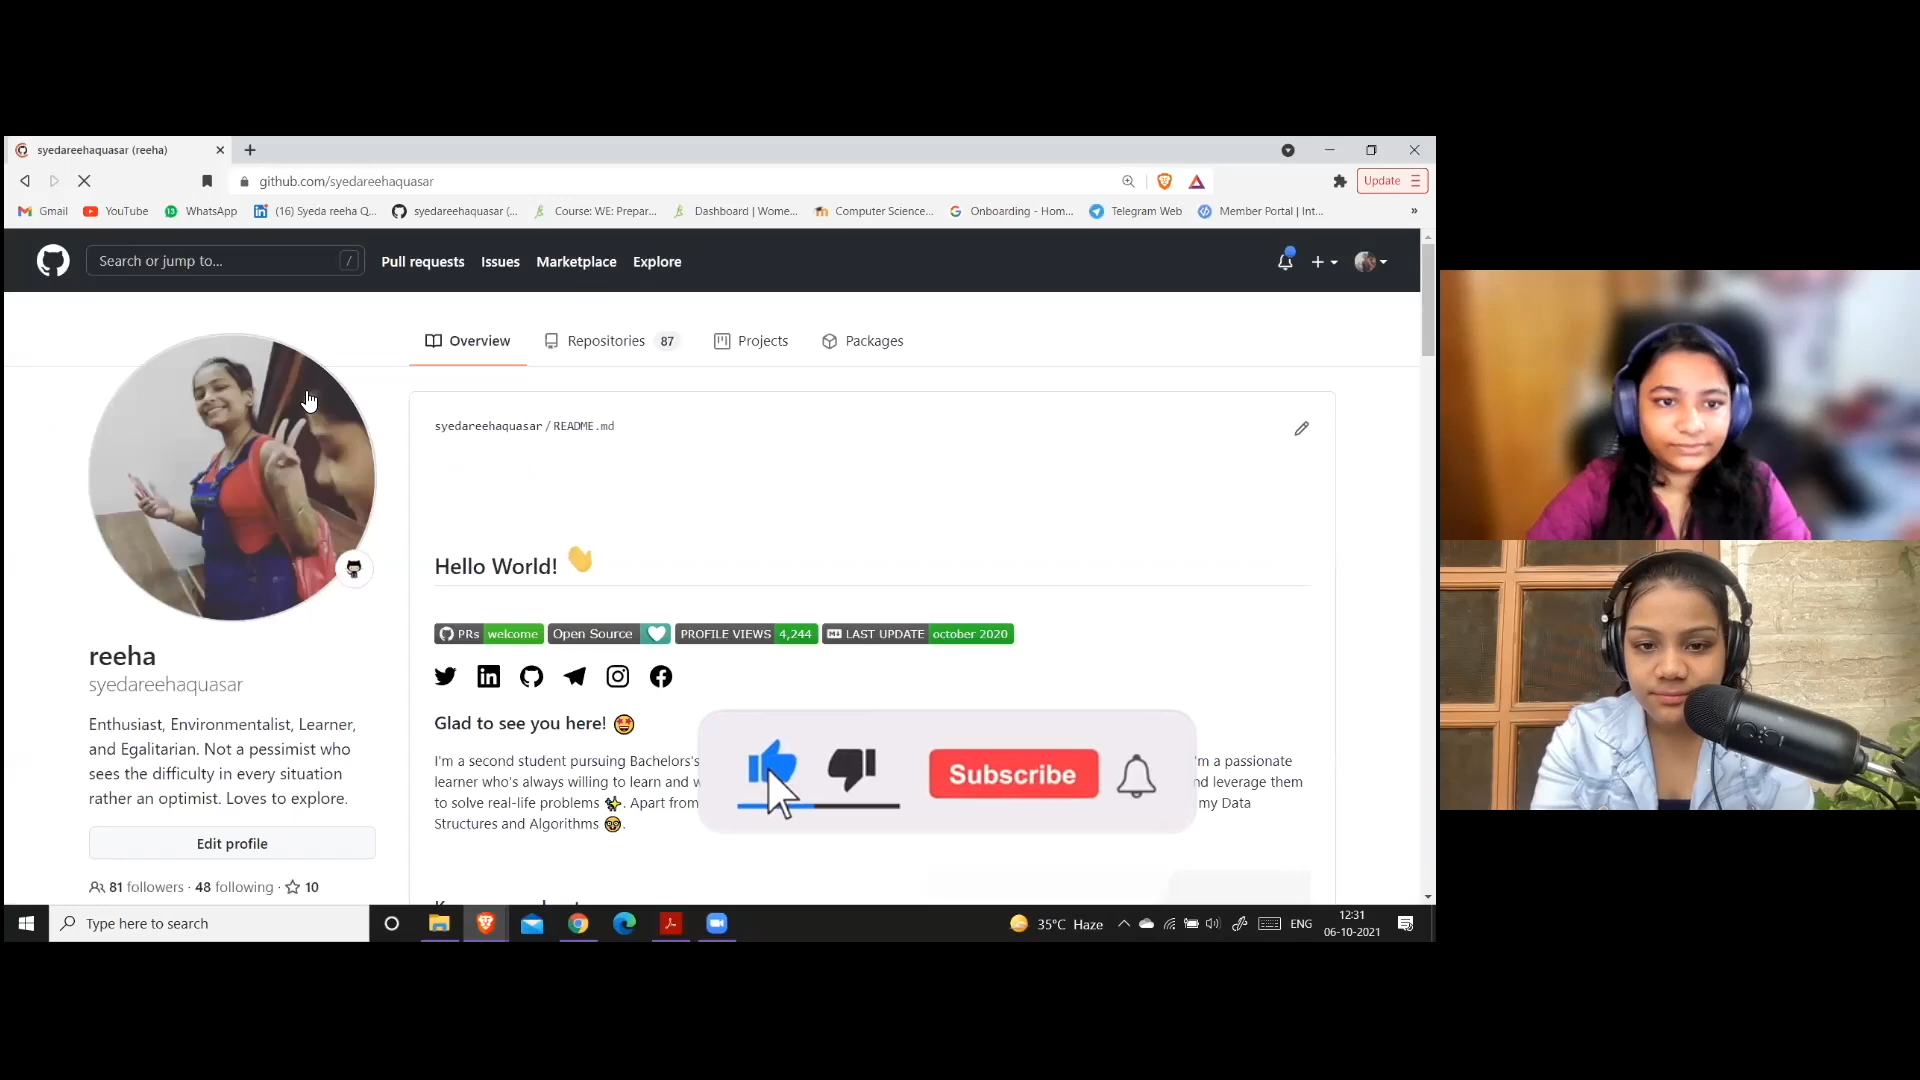 syedareehaquasar (reeha)
github.com/syedareehaquasar
Update
Gmail
YouTube
WhatsApp
(16) Syeda reeha Q...
syedareehaquasar (...
Course: WE: Prepar...
Dashboard | Wome...
Computer Science...
Onboarding - Hom...
Telegram Web
Member Portal | Int...
»
Search or jump to...
/
Pull requests
Issues
Marketplace
Explore
Overview
Repositories 87
Projects
Packages
syedareehaquasar / README.md
Hello World! 👋
PRs welcome
Open Source
PROFILE VIEWS 4,244
LAST UPDATE october 2020
reeha
syedareehaquasar
Enthusiast, Environmentalist, Learner,
and Egalitarian. Not a pessimist who
sees the difficulty in every situation
rather an optimist. Loves to explore.
Edit profile
81 followers · 48 following · 10
Glad to see you here! 🤩
I'm a second student pursuing Bachelors's
I'm a passionate
learner who's always willing to learn and
nd leverage them
to solve real-life problems ✨. Apart from
my Data
Structures and Algorithms 🤓.
Subscribe
Type here to search
35°C Haze
ENG
12:31
06-10-2021